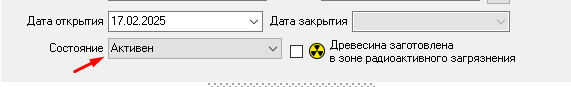 Дата открытия 17.02.2025 Дата закрытия
Состояние Активен Древесина заготовлена
в зоне радиоактивного загрязнения